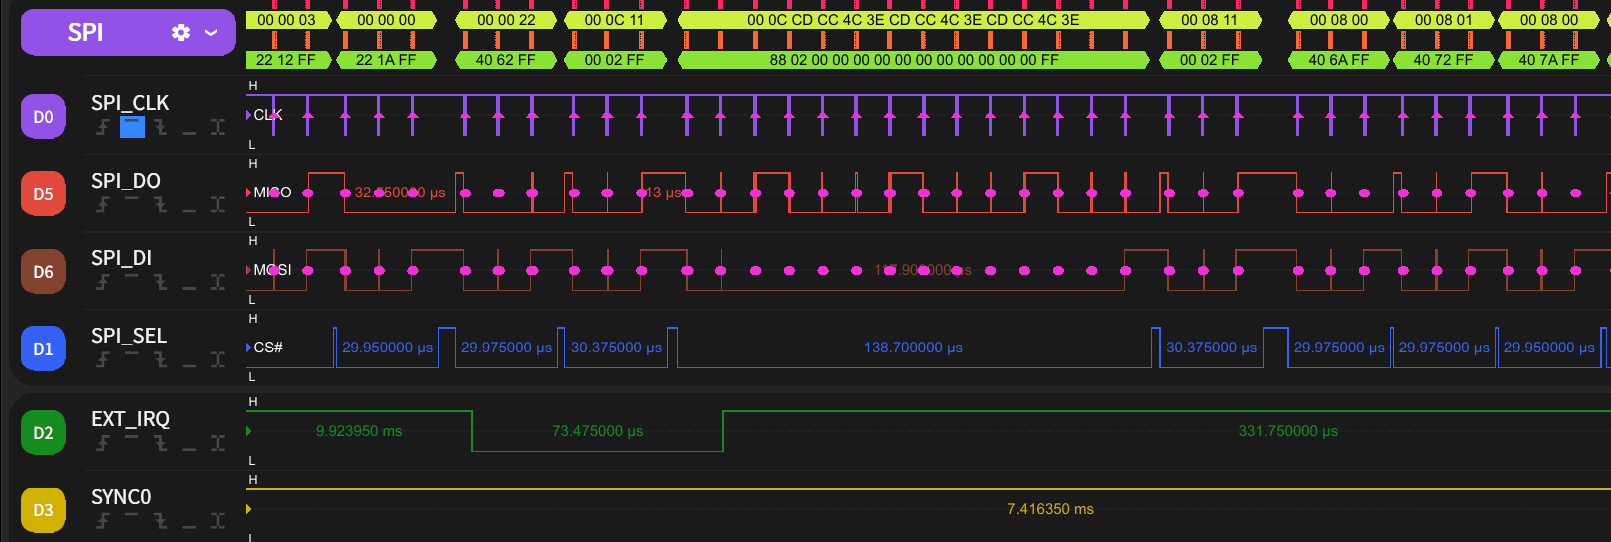 SPI
00 00 03 00 00 00 00 00 22 00 0C 11 00 0C CD CC 4C 3E CD CC 4C 3E CD CC 4C 3E 00 08 11 00 08 00 00 08 01 00 08 00
22 12 FF 22 1A FF 40 62 FF 00 02 FF 88 02 00 00 00 00 00 00 00 00 00 00 00 FF 00 02 FF 40 6A FF 40 72 FF 40 7A FF
H
D0 SPI_CLK CLK
L
H
D5 SPI_DO MISO 32.550000 µs 13 µs
L
H
D6 SPI_DI MOSI
L
H
D1 SPI_SEL CS# 29.950000 µs 29.975000 µs 30.375000 µs 138.700000 µs 30.375000 µs 29.975000 µs 29.975000 µs 29.950000 µs
L
H
D2 EXT_IRQ 9.923950 ms 73.475000 µs 331.750000 µs
L
H
D3 SYNC0 7.416350 ms
L